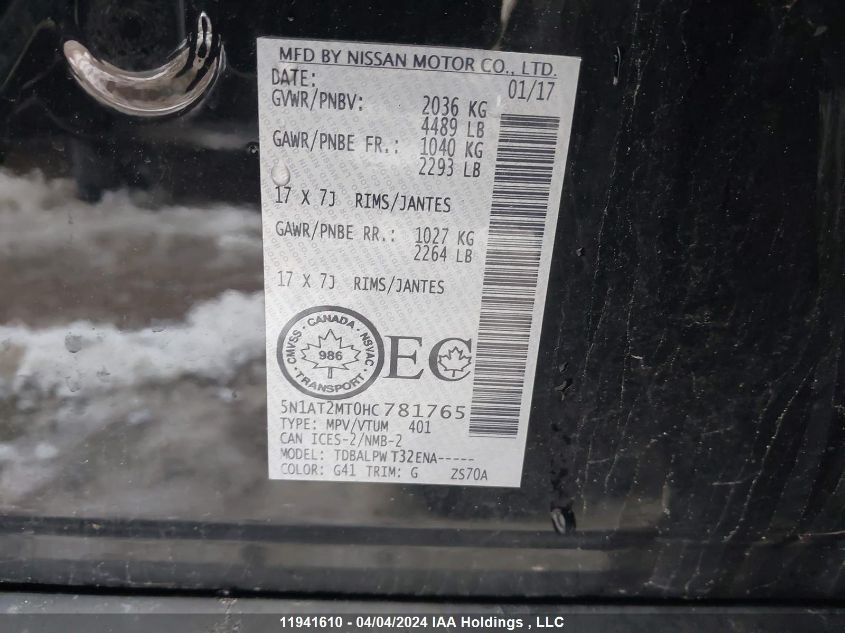 MFD BY NISSAN MOTOR CO., LTD.
DATE: 01/17
GVWR/PNBV: 2036 KG
4489 LB
GAWR/PNBE FR.: 1040 KG
2293 LB
17 X 7J RIMS/JANTES
GAWR/PNBE RR.: 1027 KG
2264 LB
17 X 7J RIMS/JANTES
CMVSS · CANADA · NSVAC
986
TRANSPORT
EC
5N1AT2MT0HC781765
TYPE: MPV/VTUM 401
CAN ICES-2/NMB-2
MODEL: TDBALPW T32ENA-----
COLOR: G41 TRIM: G ZS70A
11941610 - 04/04/2024 IAA Holdings , LLC